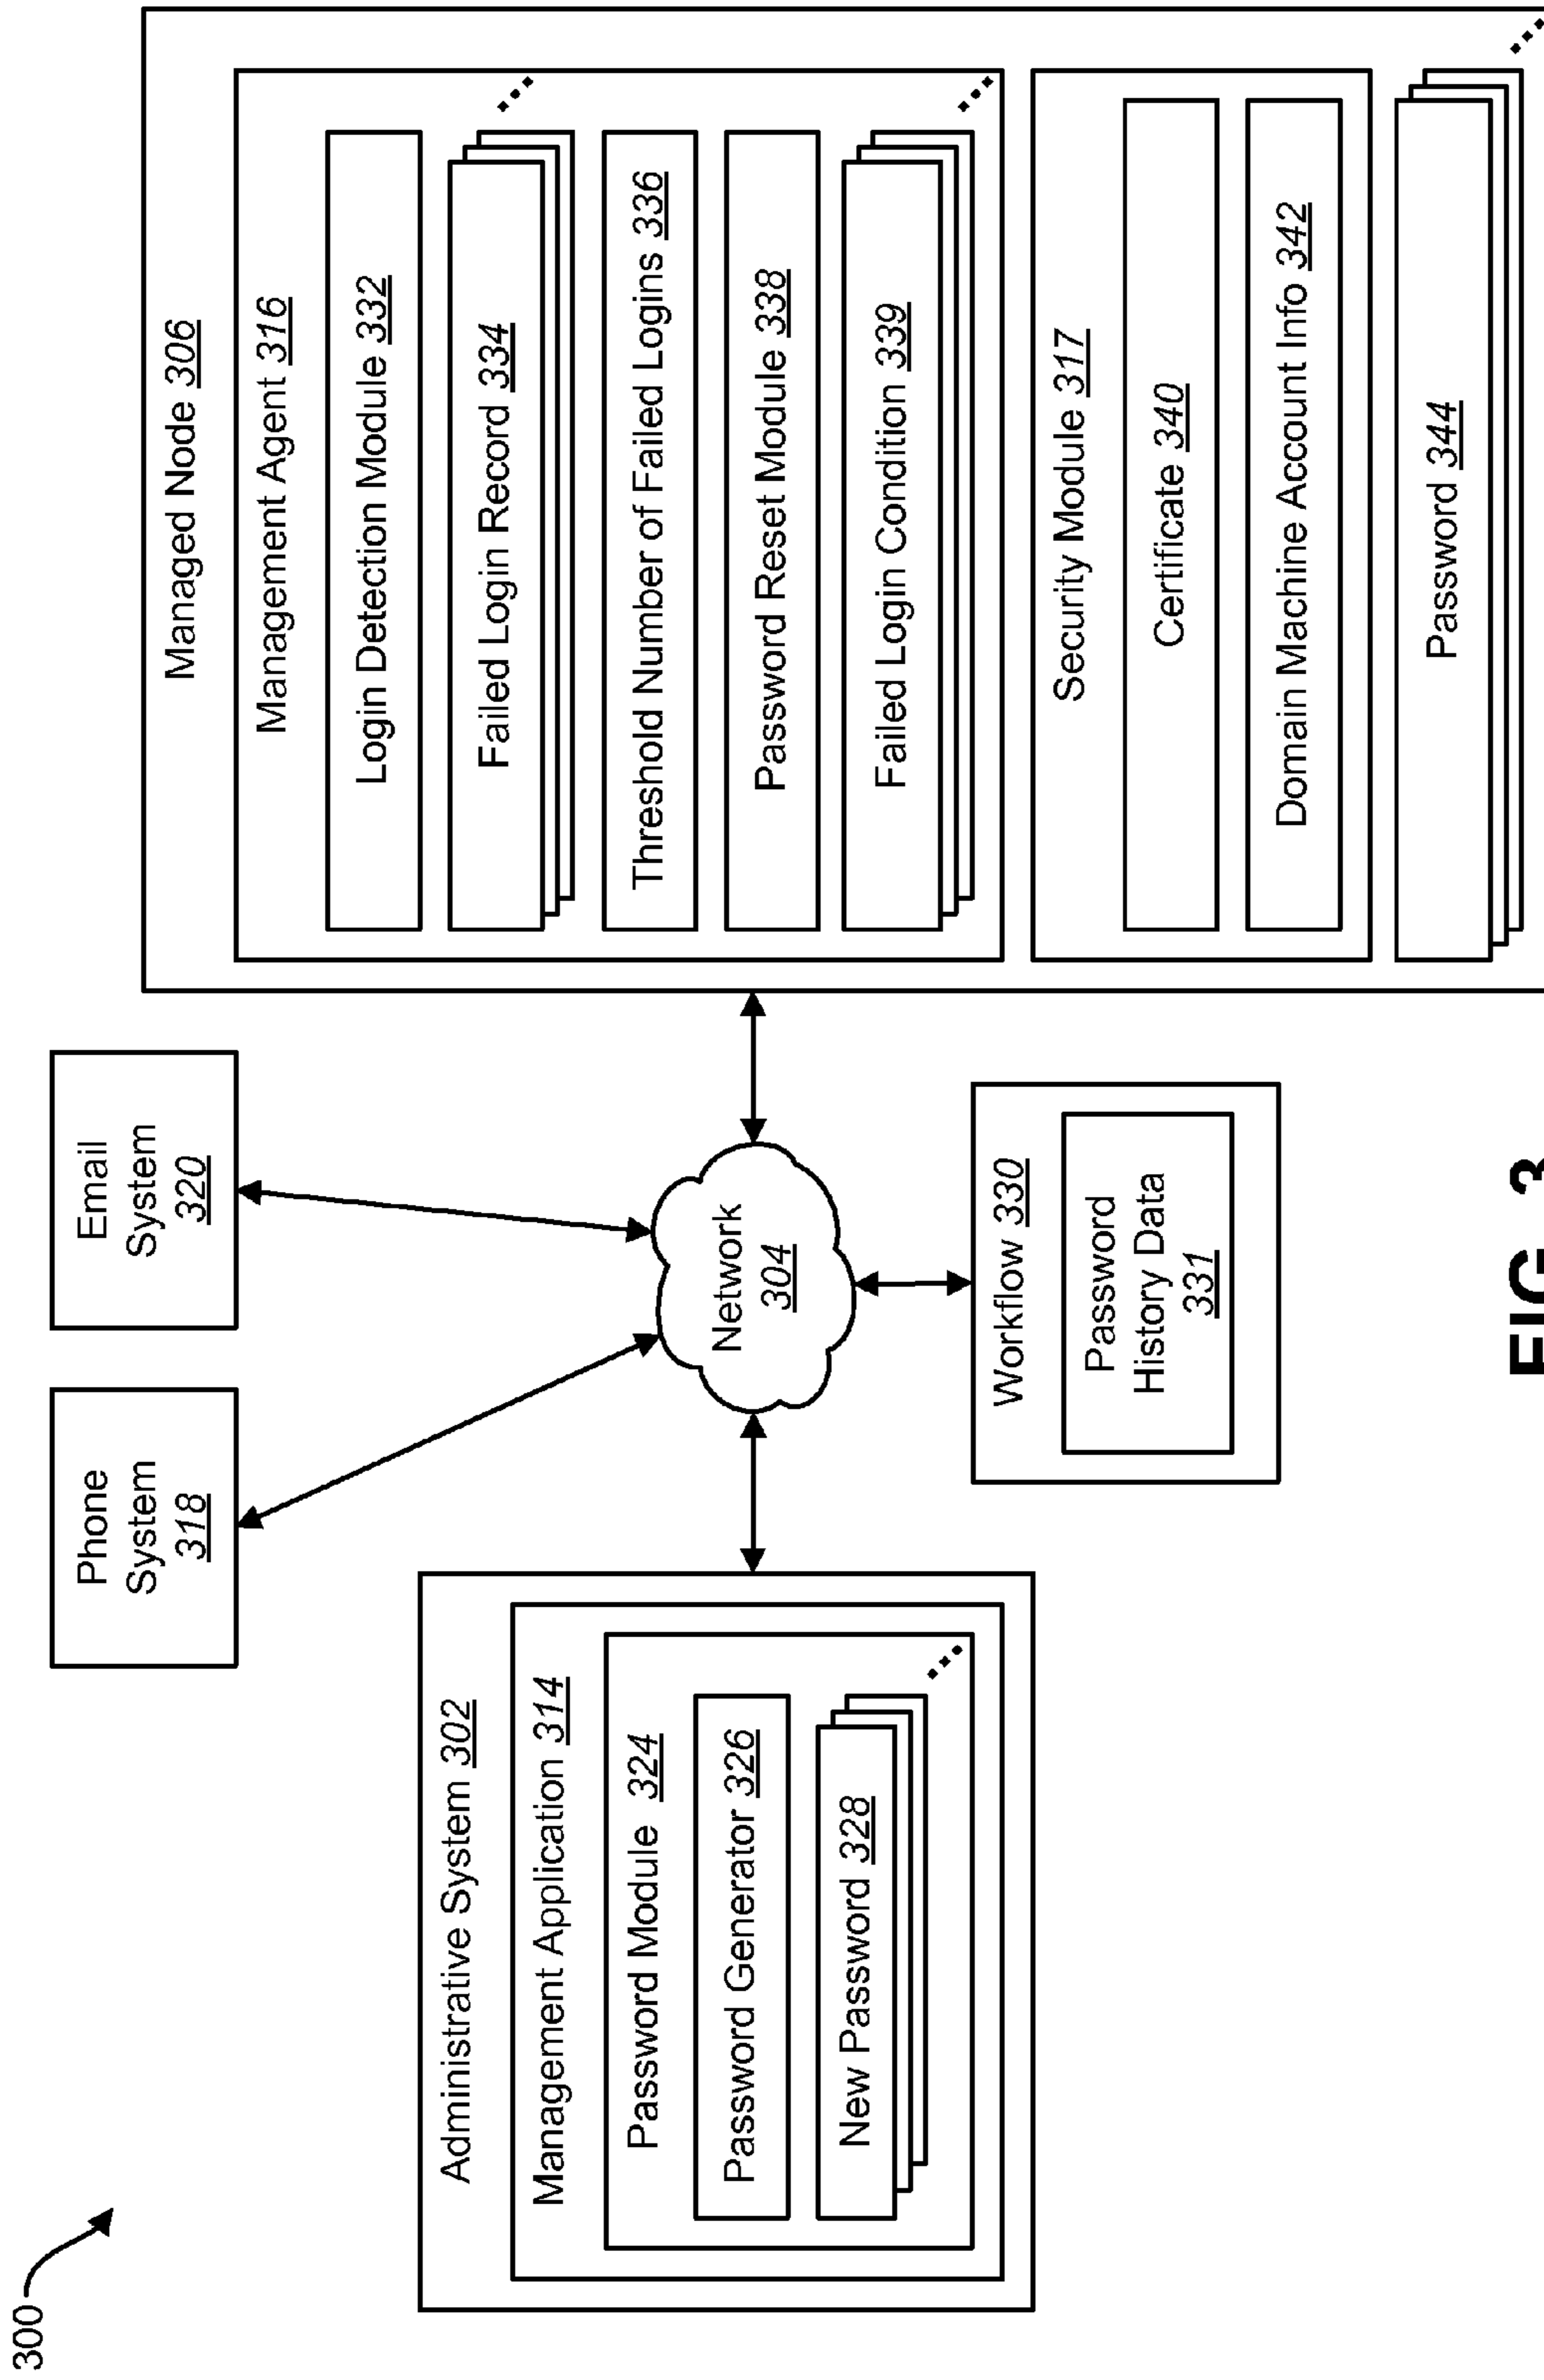 300
Phone
System
318
Email
System
320
Administrative System 302
Management Application 314
Password Module 324
Password Generator 326
New Password 328
Network
304
Workflow 330
Password
History Data
331
Managed Node 306
Management Agent 316
Login Detection Module 332
Failed Login Record 334
Threshold Number of Failed Logins 336
Password Reset Module 338
Failed Login Condition 339
Security Module 317
Certificate 340
Domain Machine Account Info 342
Password 344
FIG. 3